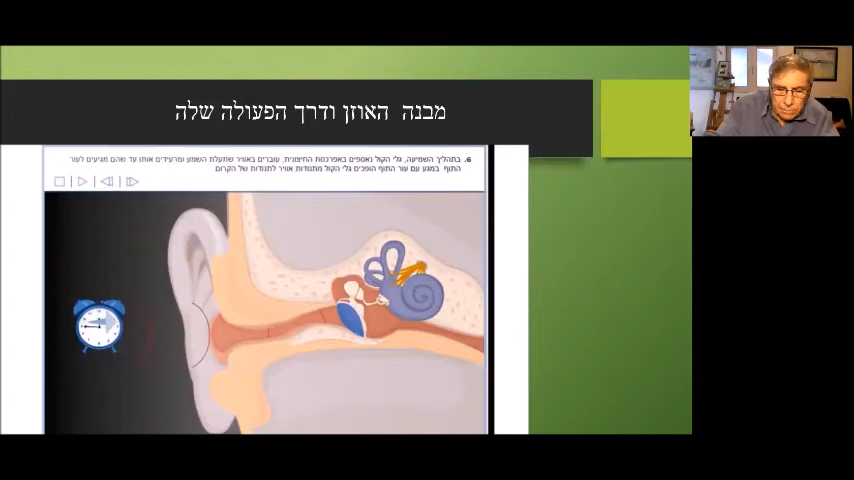 מבנה האוזן ודרך הפעולה שלה
6. בתהליך השמיעה, גלי הקול נאספים באפרכסת החיצונית, עוברים באוויר שתעלת השמע ומרעידים אותו עד שהם מגיעים לעור
התוף במגע עם עור התוף הופכים גלי הקול מתנודות אוויר לתנודות של הקרום